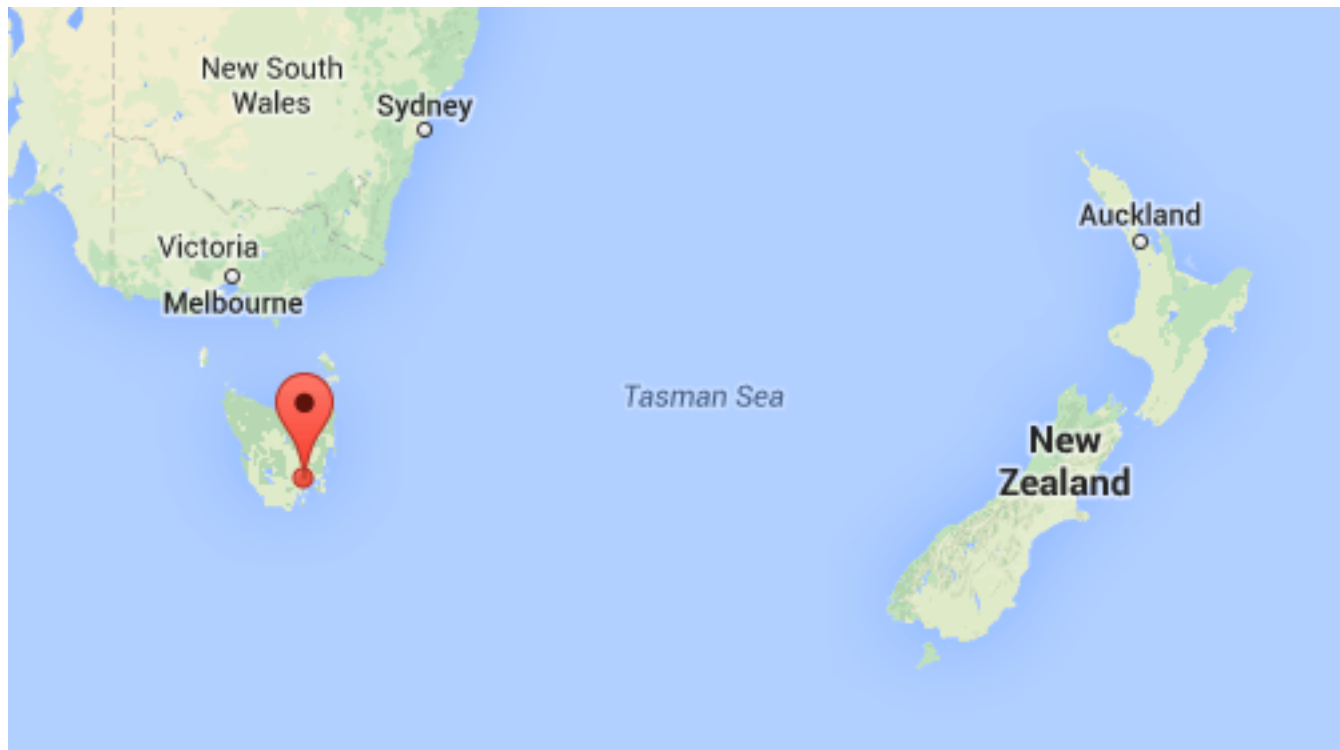 New South
Wales
Sydney
Auckland
Victoria
Melbourne
Tasman Sea
New
Zealand